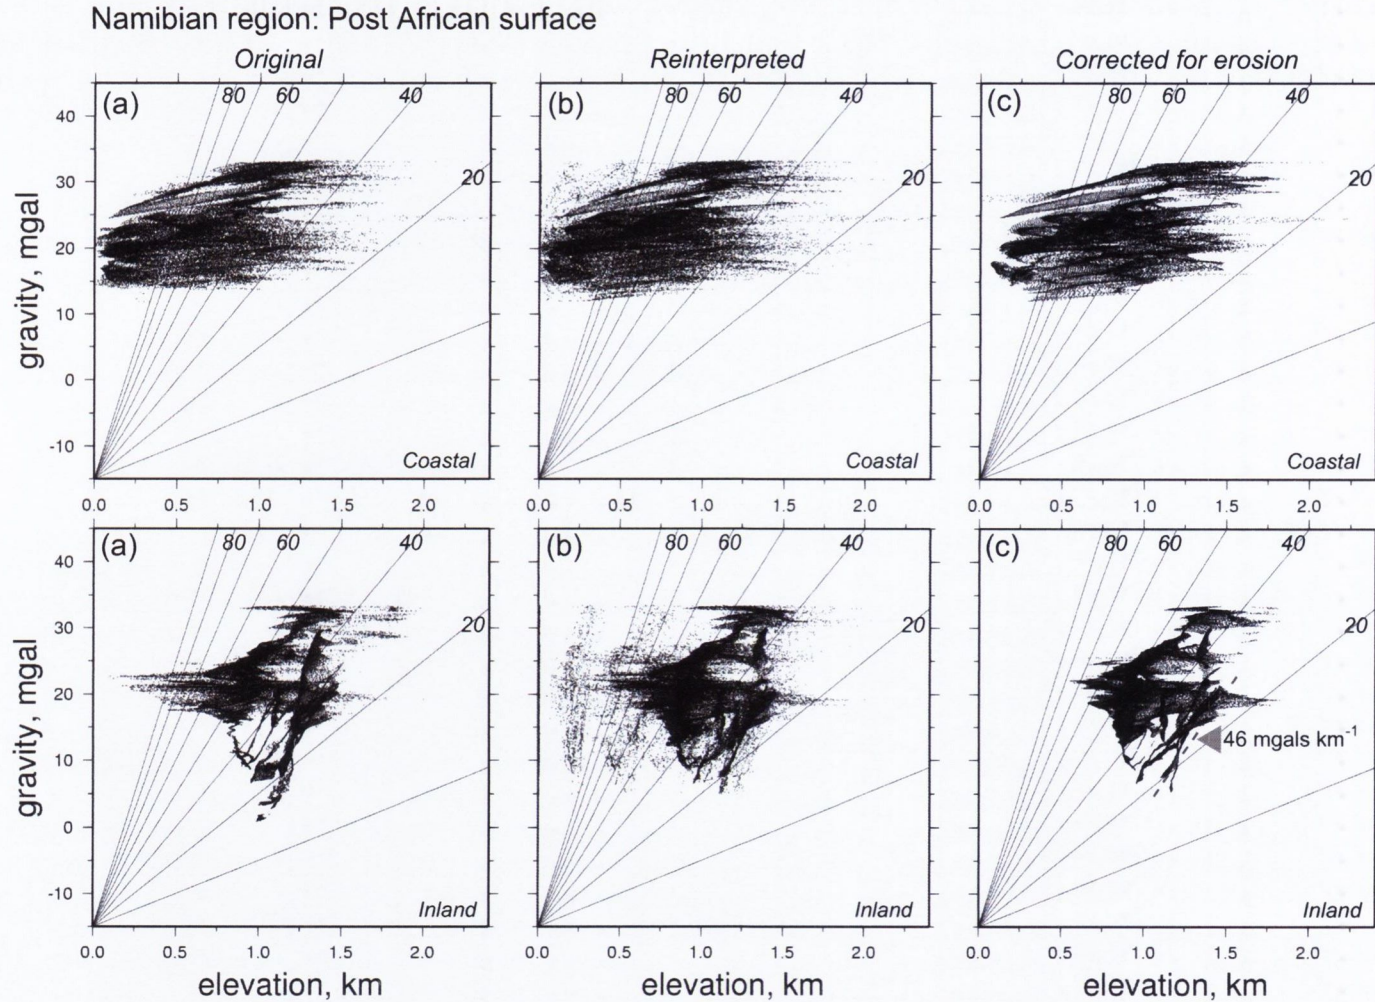 Namibian region: Post African surface
Original Reinterpreted Corrected for erosion
(a) 80 60 40 (b) 80 60 40 (c) 80 60 40
40
30
20 20 20
20
10
0
-10
gravity, mgal
Coastal Coastal Coastal
0.0 0.5 1.0 1.5 2.0 0.0 0.5 1.0 1.5 2.0 0.0 0.5 1.0 1.5 2.0
(a) 80 60 40 (b) 80 60 40 (c) 80 60 40
40
30
20 20 20
20
46 mgals km-1
10
0
-10
gravity, mgal
Inland Inland Inland
0.0 0.5 1.0 1.5 2.0 0.0 0.5 1.0 1.5 2.0 0.0 0.5 1.0 1.5 2.0
elevation, km elevation, km elevation, km